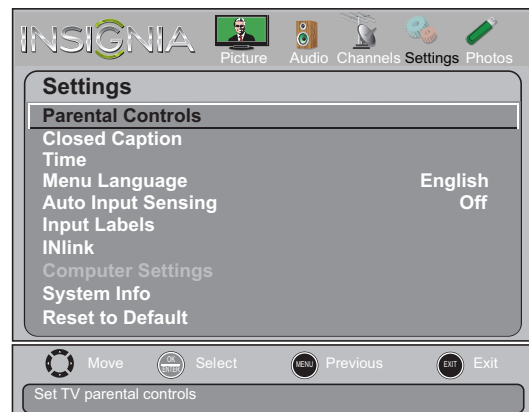 INSIGNIA
Picture Audio Channels Settings Photos
Settings
Parental Controls
Closed Caption
Time
Menu Language English
Auto Input Sensing Off
Input Labels
INlink
Computer Settings
System Info
Reset to Default
Move OK ENTER Select MENU Previous EXIT Exit
Set TV parental controls